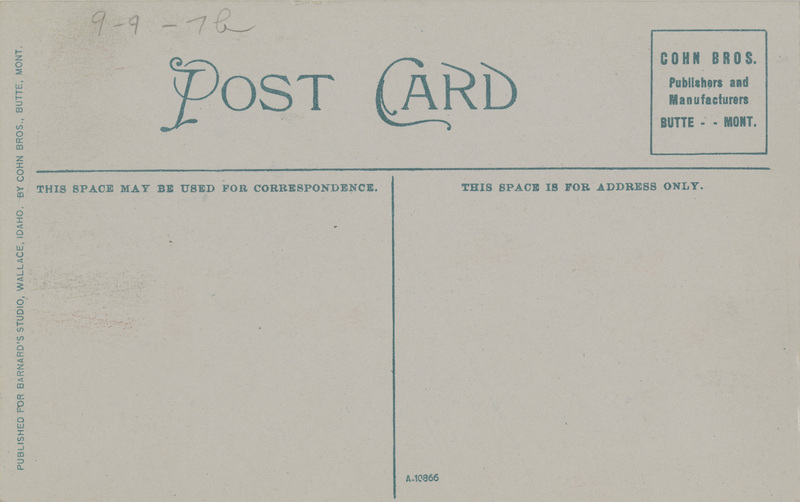 9-9-7b
POST CARD
COHN BROS.
Publishers and
Manufacturers
BUTTE - - MONT.
THIS SPACE MAY BE USED FOR CORRESPONDENCE.
THIS SPACE IS FOR ADDRESS ONLY.
PUBLISHED FOR BARNARD'S STUDIO, WALLACE, IDAHO. BY COHN BROS., BUTTE, MONT.
A-10866